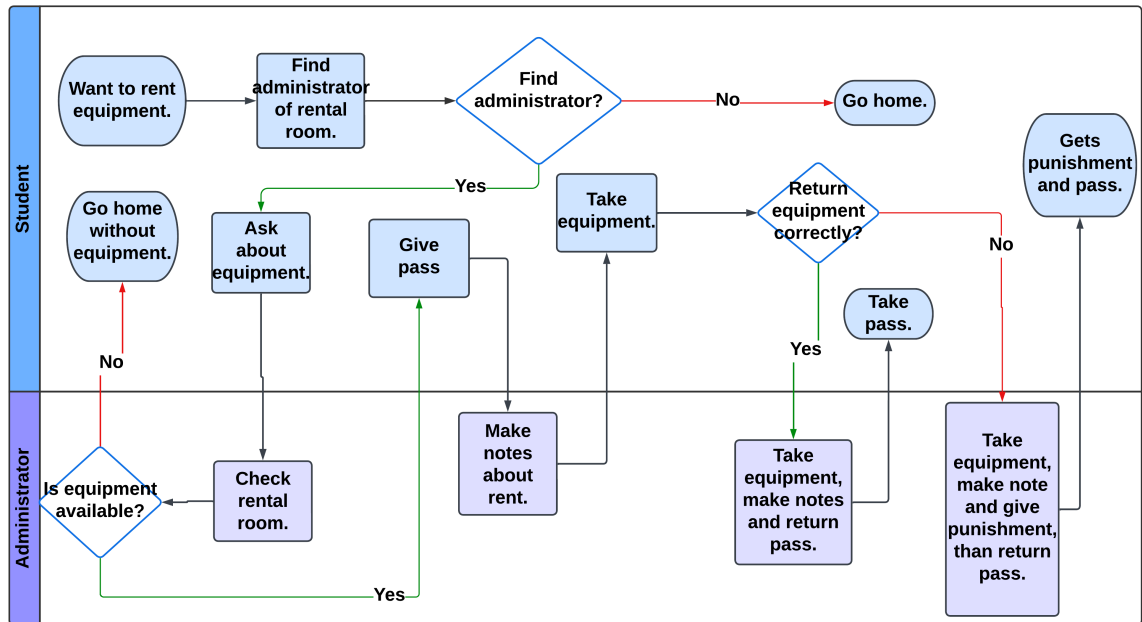 Student
Want to rent
equipment.
Find
administrator
of rental
room.
Find
administrator?
No
Go home.
Yes
Gets
punishment
and pass.
Go home
without
equipment.
Ask
about
equipment.
Give
pass
Take
equipment.
Return
equipment
correctly?
No
Take
pass.
Yes
No
Administrator
Is equipment
available?
Check
rental
room.
Make
notes
about
rent.
Take
equipment,
make notes
and return
pass.
Take
equipment,
make note
and give
punishment,
than return
pass.
Yes